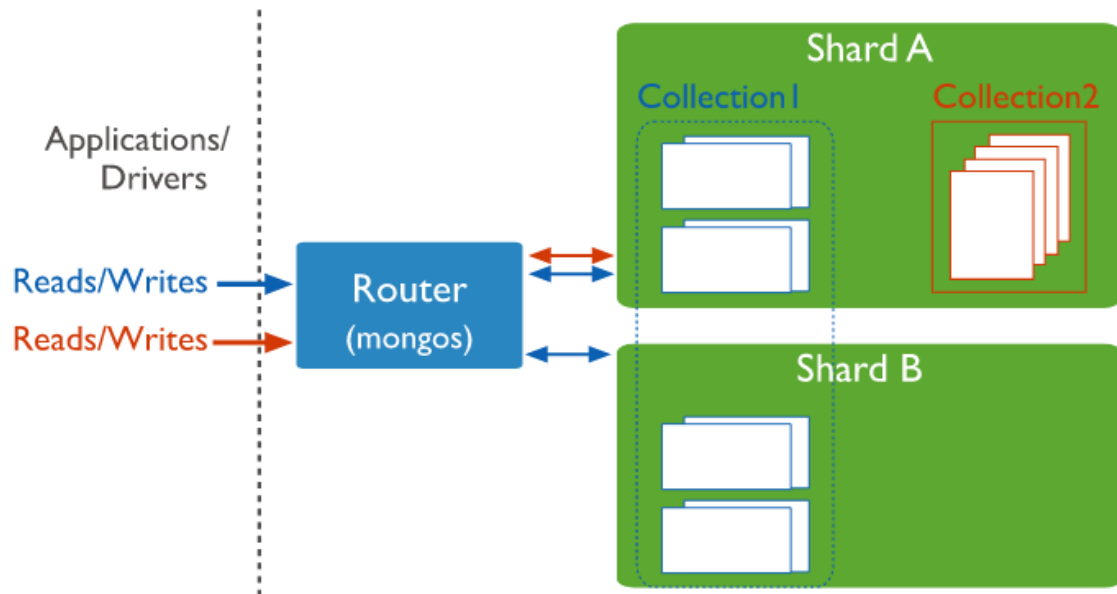 Applications/
Drivers
Reads/Writes
Reads/Writes
Router
(mongos)
Shard A
Collection1
Collection2
Shard B